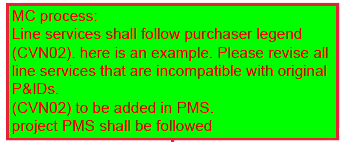 MC process:
Line services shall follow purchaser legend
(CVN02). here is an example. Please revise all
line services that are incompatible with original
P&IDs.
(CVN02) to be added in PMS.
project PMS shall be followed